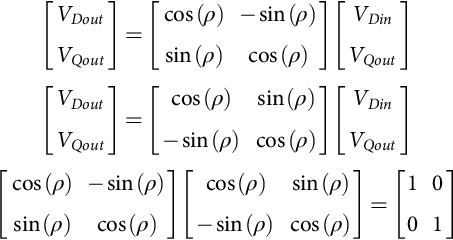 [V_Dout; V_Qout] = [cos(ρ) −sin(ρ); sin(ρ) cos(ρ)] [V_Din; V_Qout]
[V_Dout; V_Qout] = [cos(ρ) sin(ρ); −sin(ρ) cos(ρ)] [V_Din; V_Qout]
[cos(ρ) −sin(ρ); sin(ρ) cos(ρ)] [cos(ρ) sin(ρ); −sin(ρ) cos(ρ)] = [1 0; 0 1]